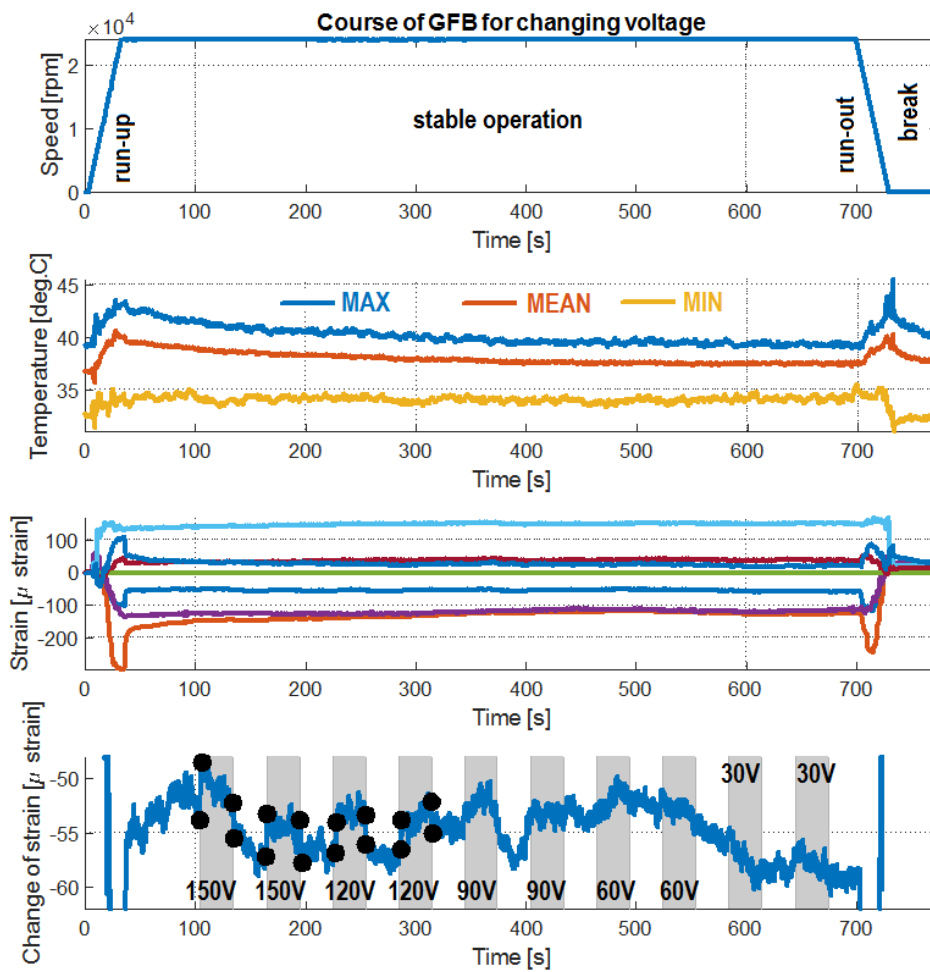 Course of GFB for changing voltage
×10⁴
Speed [rpm]
2
1
0
run-up
stable operation
run-out
break
0 100 200 300 400 500 600 700
Time [s]
Temperature [deg.C]
45
40
35
MAX MEAN MIN
0 100 200 300 400 500 600 700
Time [s]
Strain [μ strain]
100
0
-100
-200
0 100 200 300 400 500 600 700
Time [s]
Change of strain [μ strain]
-50
-55
-60
30V 30V
150V 150V 120V 120V 90V 90V 60V 60V
0 100 200 300 400 500 600 700
Time [s]